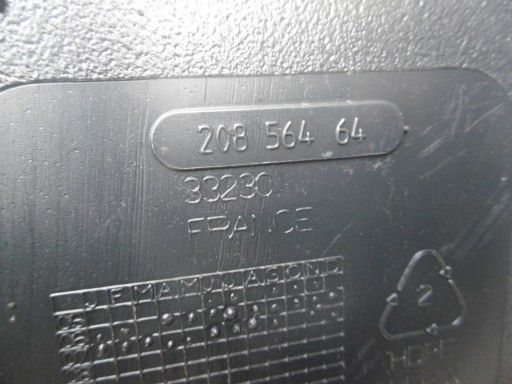 208 564 64
33230
FRANCE
J F M A M J J A S O N D
2
HDPE